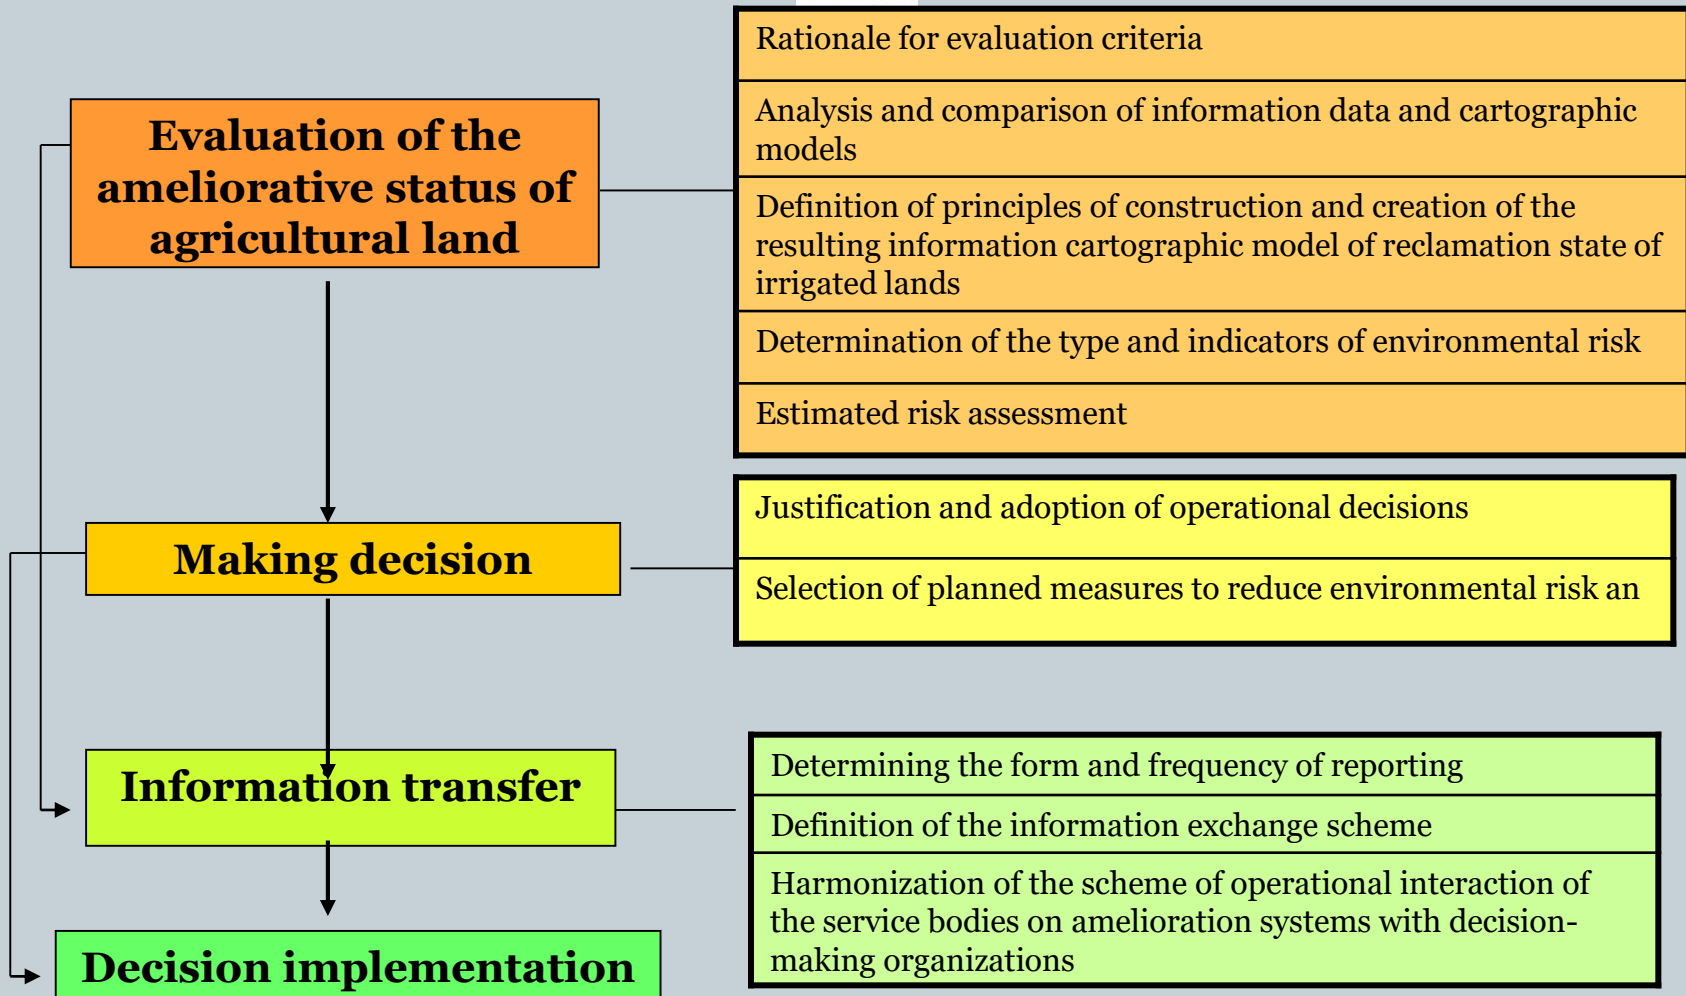 Evaluation of the
ameliorative status of
agricultural land
Rationale for evaluation criteria
Analysis and comparison of information data and cartographic
models
Definition of principles of construction and creation of the
resulting information cartographic model of reclamation state of
irrigated lands
Determination of the type and indicators of environmental risk
Estimated risk assessment
Making decision
Justification and adoption of operational decisions
Selection of planned measures to reduce environmental risk an
Information transfer
Determining the form and frequency of reporting
Definition of the information exchange scheme
Harmonization of the scheme of operational interaction of
the service bodies on amelioration systems with decision-
making organizations
Decision implementation